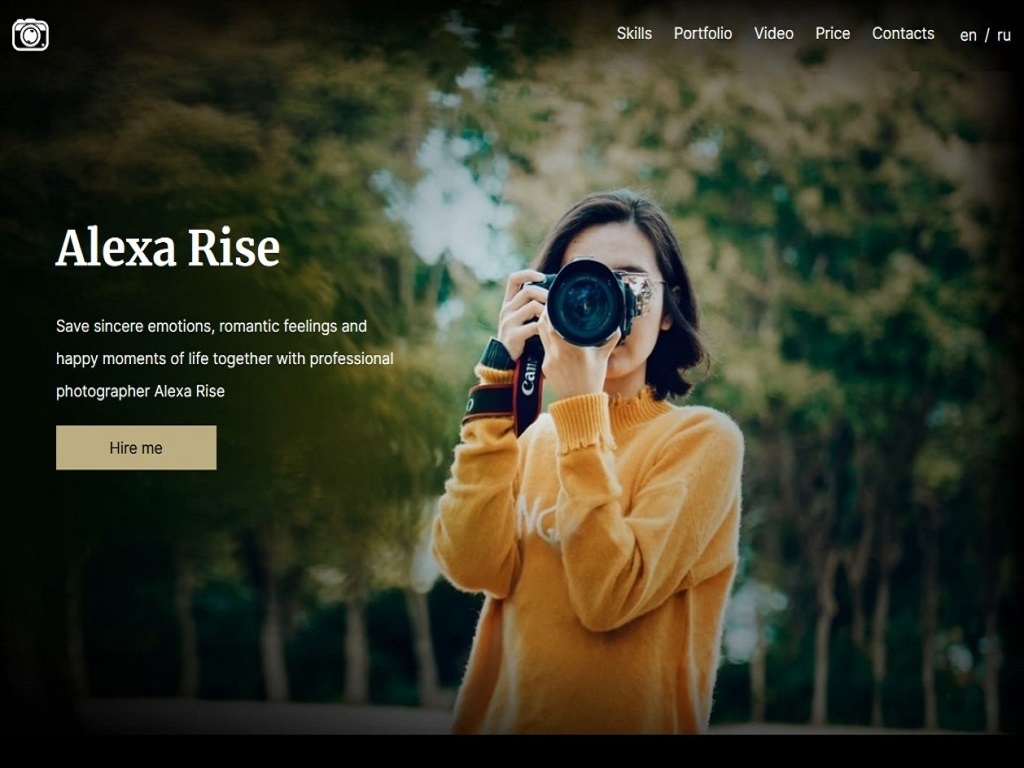 Skills Portfolio Video Price Contacts en / ru
Alexa Rise
Save sincere emotions, romantic feelings and
happy moments of life together with professional
photographer Alexa Rise
Hire me
Can
NG